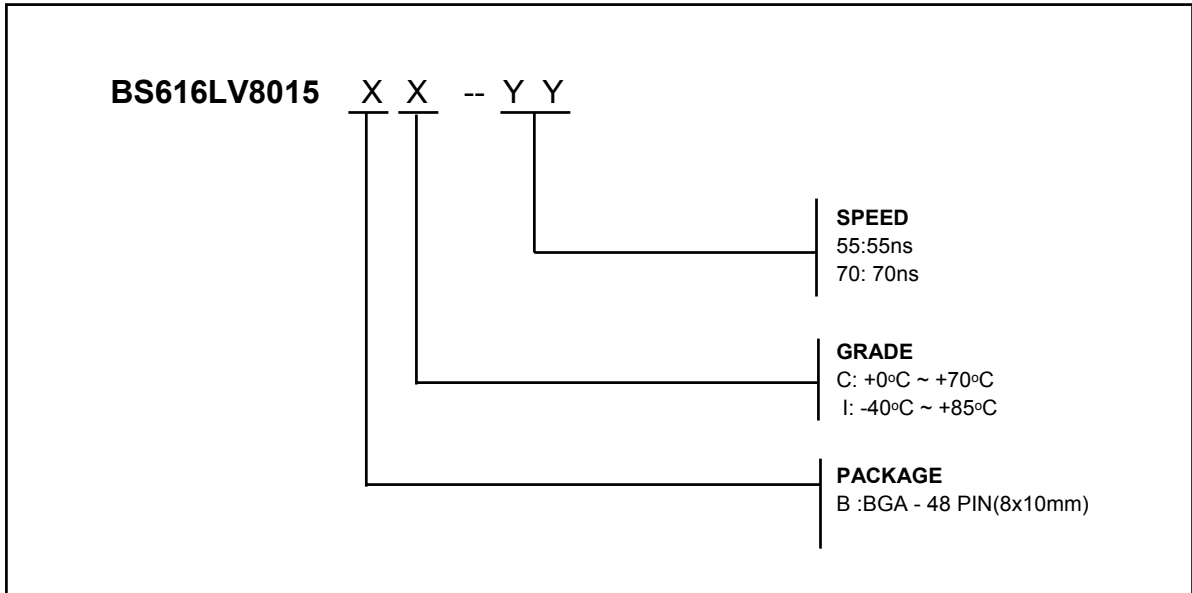 BS616LV8015 X X -- Y Y
SPEED
55:55ns
70: 70ns
GRADE
C: +0oC ~ +70oC
I: -40oC ~ +85oC
PACKAGE
B :BGA - 48 PIN(8x10mm)